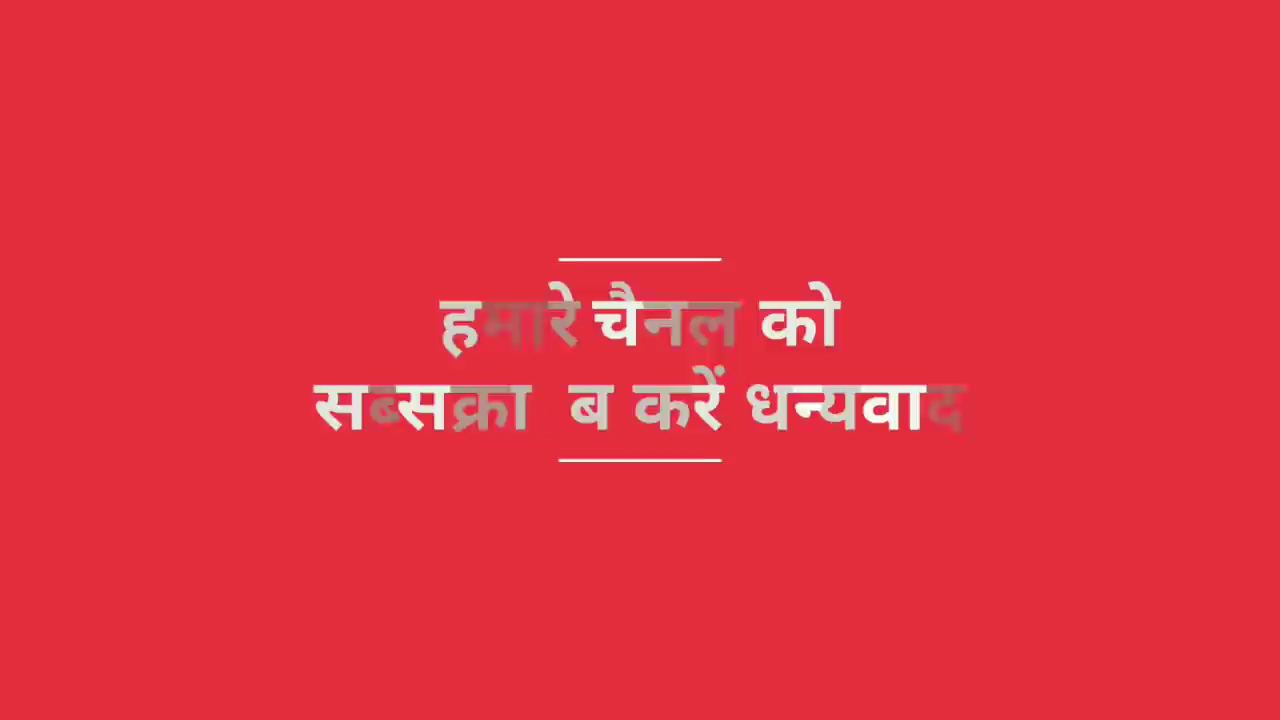 हमारे चैनल को
सब्सक्रा ब करें धन्यवाद